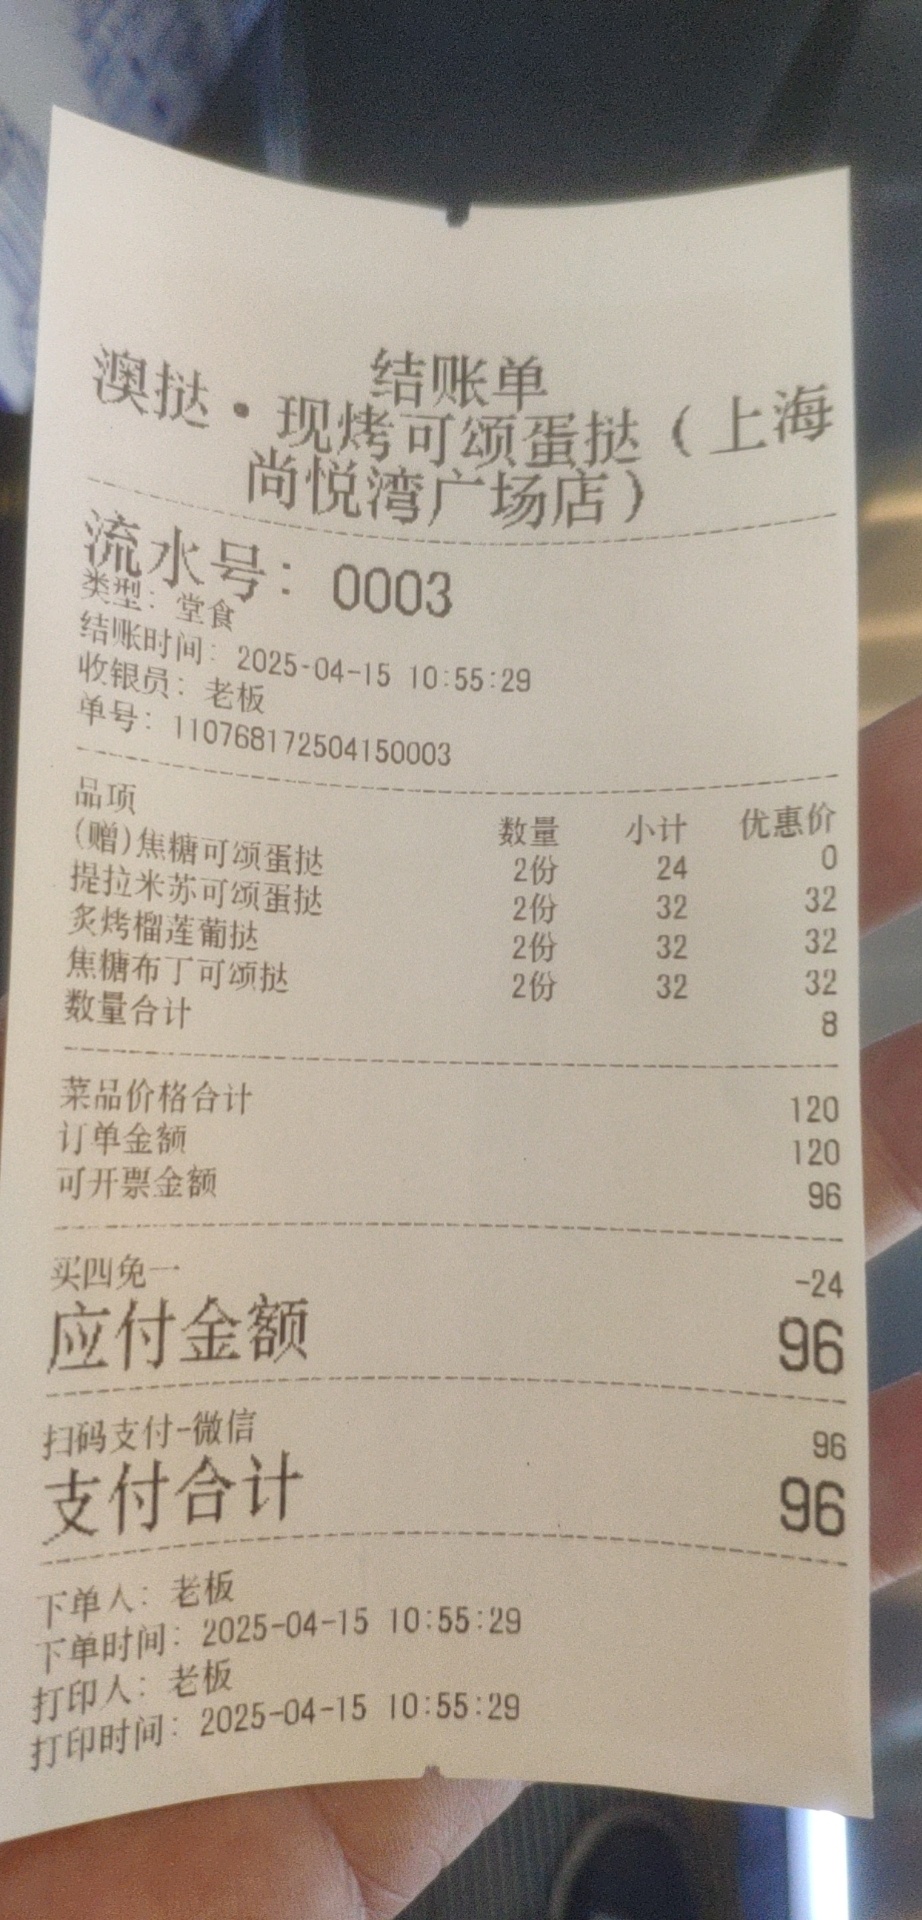 结账单
澳挞·现烤可颂蛋挞（上海
尚悦湾广场店）
流水号：0003
类型：堂食
结账时间：2025-04-15 10:55:29
收银员：老板
单号：110768172504150003
品项 数量 小计 优惠价
(赠)焦糖可颂蛋挞 2份 24 0
提拉米苏可颂蛋挞 2份 32 32
炙烤榴莲葡挞 2份 32 32
焦糖布丁可颂挞 2份 32 32
数量合计 8
菜品价格合计 120
订单金额 120
可开票金额 96
买四免一 -24
应付金额 96
扫码支付-微信 96
支付合计 96
下单人：老板
下单时间：2025-04-15 10:55:29
打印人：老板
打印时间：2025-04-15 10:55:29